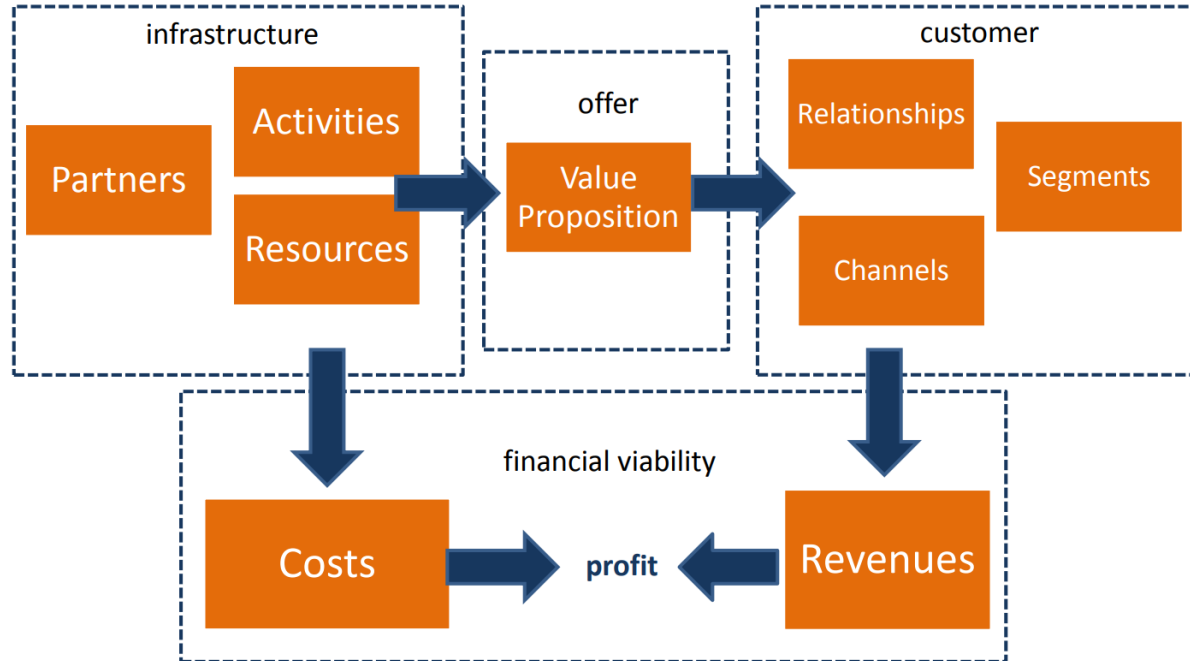 infrastructure
Partners
Activities
Resources
offer
Value
Proposition
customer
Relationships
Segments
Channels
financial viability
Costs
profit
Revenues